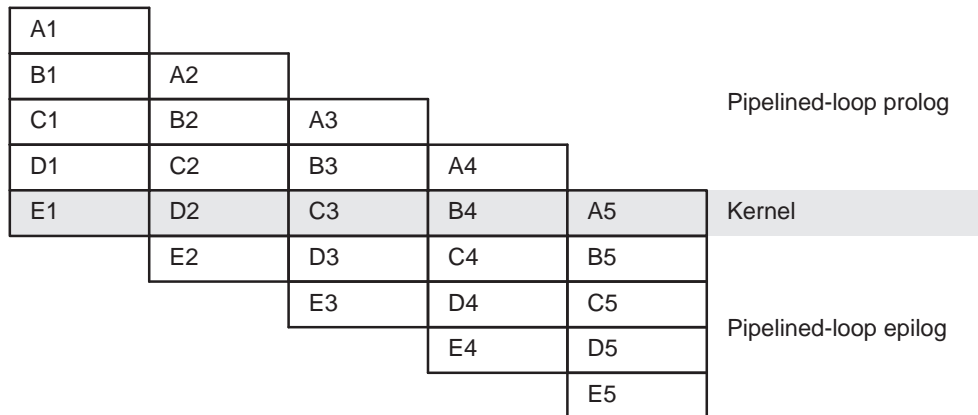 A1
B1 A2
C1 B2 A3
Pipelined-loop prolog
D1 C2 B3 A4
E1 D2 C3 B4 A5 Kernel
E2 D3 C4 B5
E3 D4 C5
Pipelined-loop epilog
E4 D5
E5